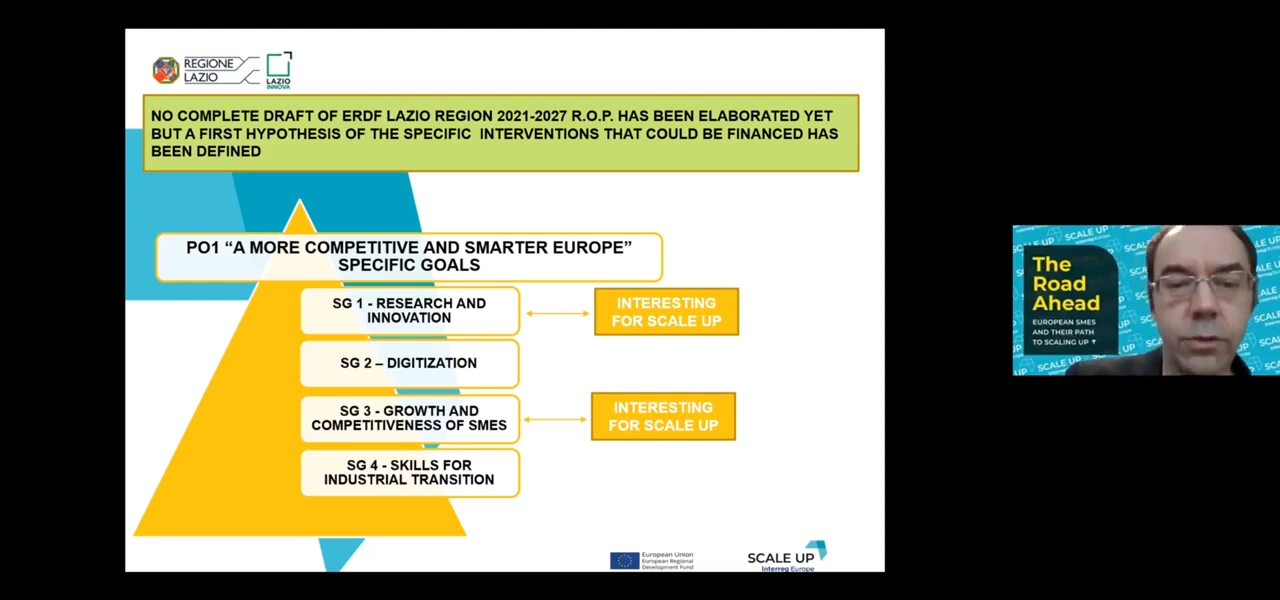 REGIONE
LAZIO
LAZIO
INNOVA
NO COMPLETE DRAFT OF ERDF LAZIO REGION 2021-2027 R.O.P. HAS BEEN ELABORATED YET
BUT A FIRST HYPOTHESIS OF THE SPECIFIC INTERVENTIONS THAT COULD BE FINANCED HAS
BEEN DEFINED
PO1 “A MORE COMPETITIVE AND SMARTER EUROPE”
SPECIFIC GOALS
SG 1 - RESEARCH AND
INNOVATION
INTERESTING
FOR SCALE UP
SG 2 – DIGITIZATION
SG 3 - GROWTH AND
COMPETITIVENESS OF SMES
INTERESTING
FOR SCALE UP
SG 4 - SKILLS FOR
INDUSTRIAL TRANSITION
European Union
European Regional
Development Fund
SCALE UP
Interreg Europe
The
Road
Ahead
EUROPEAN SMES
AND THEIR PATH
TO SCALING UP ↑
SCALE UP
Interreg Europe